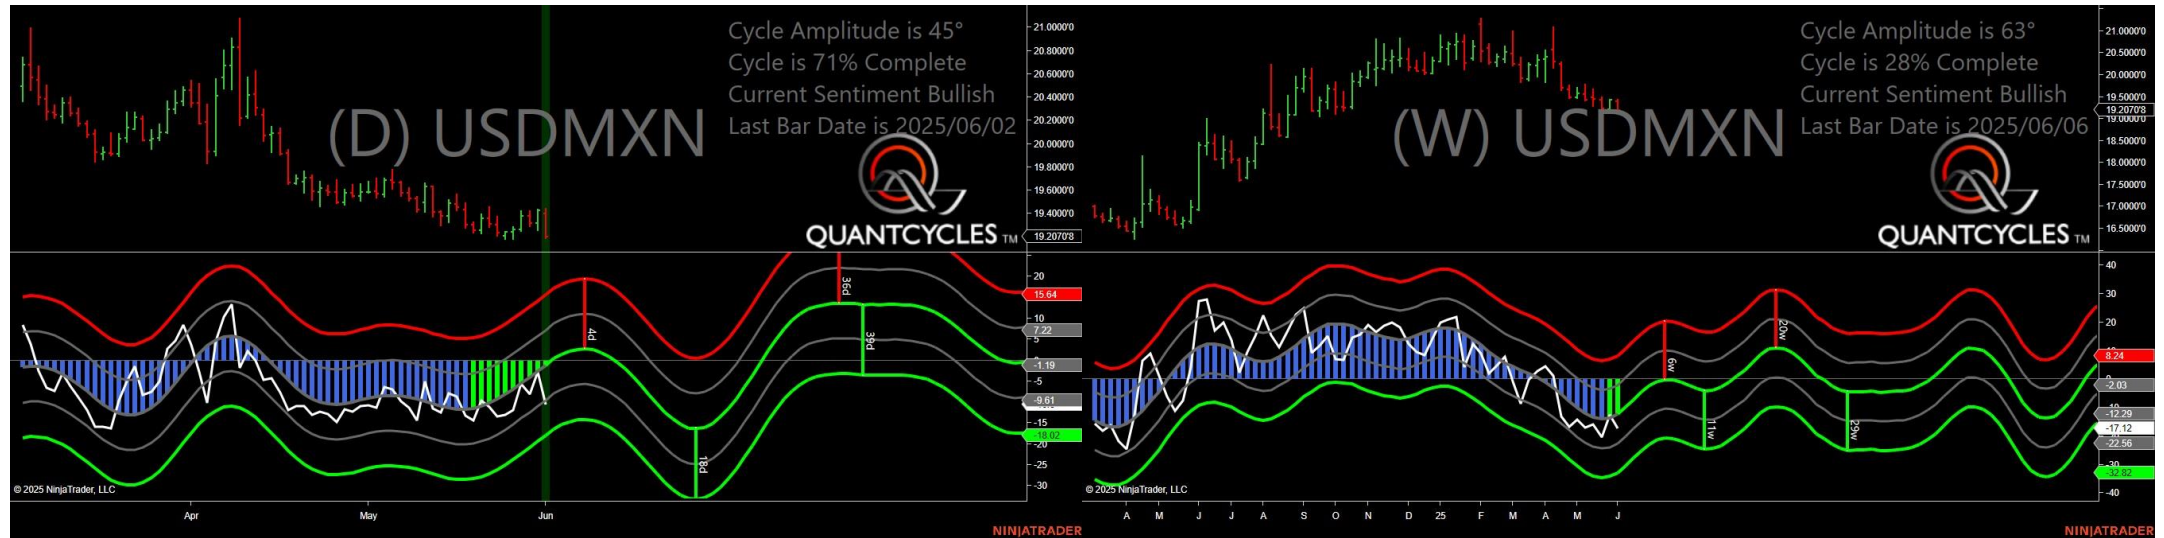 Cycle Amplitude is 45°
Cycle is 71% Complete
Current Sentiment Bullish
Last Bar Date is 2025/06/02
(D) USDMXN
QUANTCYCLES TM
21.0000'0
20.8000'0
20.6000'0
20.4000'0
20.2000'0
20.0000'0
19.8000'0
19.6000'0
19.4000'0
19.2070'8
36d
4d
39d
18d
20
15.64
10
7.22
-1.19
-5
-9.61
-15
-18.02
-20
-25
-30
© 2025 NinjaTrader, LLC
Apr May Jun
NINJATRADER
Cycle Amplitude is 63°
Cycle is 28% Complete
Current Sentiment Bullish
Last Bar Date is 2025/06/06
(W) USDMXN
QUANTCYCLES TM
21.0000'0
20.5000'0
20.0000'0
19.5000'0
19.2070'8
19.0000'0
18.5000'0
18.0000'0
17.5000'0
17.0000'0
16.5000'0
20w
6w
11w
29w
40
30
20
8.24
-2.03
-12.29
-17.12
-22.56
-30
-32.82
-40
© 2025 NinjaTrader, LLC
A M J J A S O N D 25 F M A M J
NINJATRADER